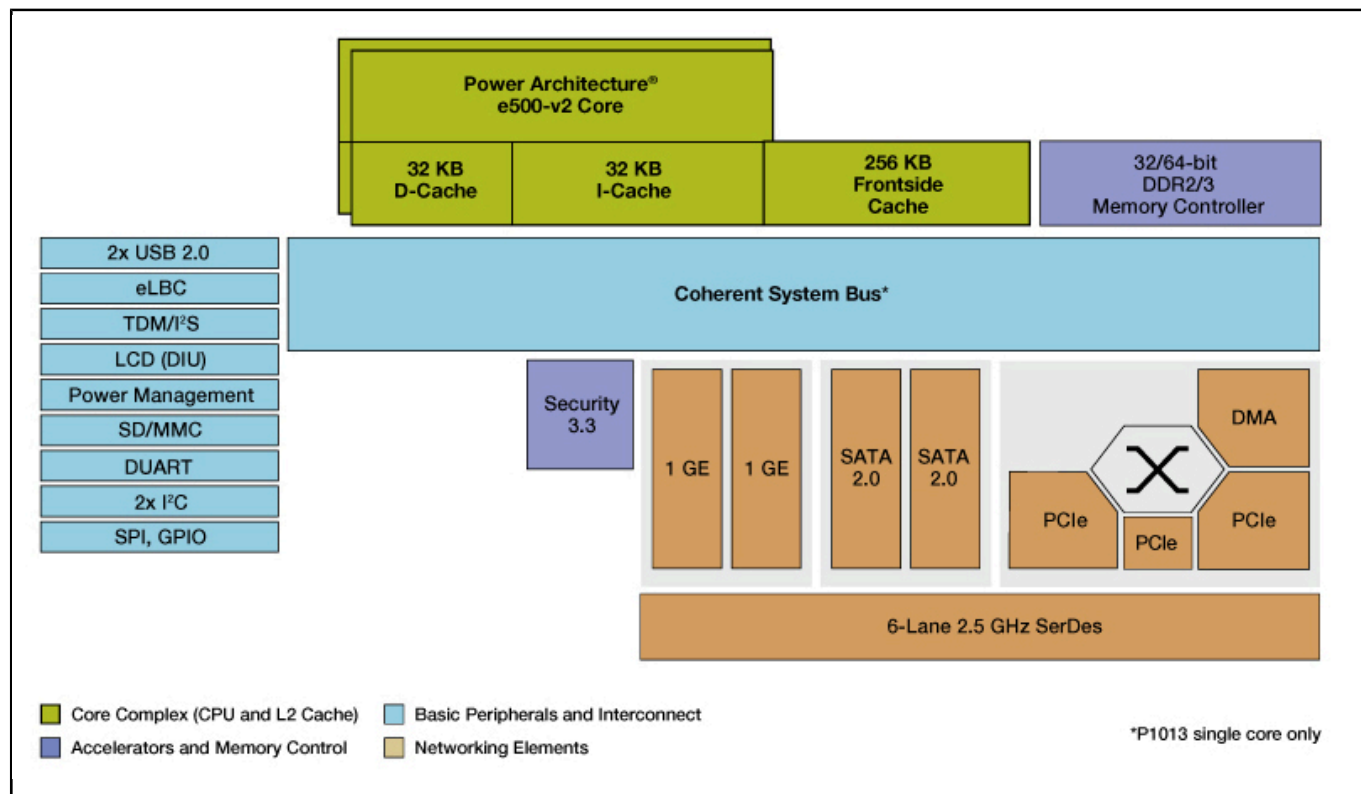 Power Architecture®
e500-v2 Core
32 KB
D-Cache
32 KB
I-Cache
256 KB
Frontside
Cache
32/64-bit
DDR2/3
Memory Controller
2x USB 2.0
eLBC
TDM/I²S
LCD (DIU)
Power Management
SD/MMC
DUART
2x I²C
SPI, GPIO
Coherent System Bus*
Security
3.3
1 GE
1 GE
SATA
2.0
SATA
2.0
DMA
PCIe
PCIe
PCIe
6-Lane 2.5 GHz SerDes
Core Complex (CPU and L2 Cache)
Basic Peripherals and Interconnect
Accelerators and Memory Control
Networking Elements
*P1013 single core only